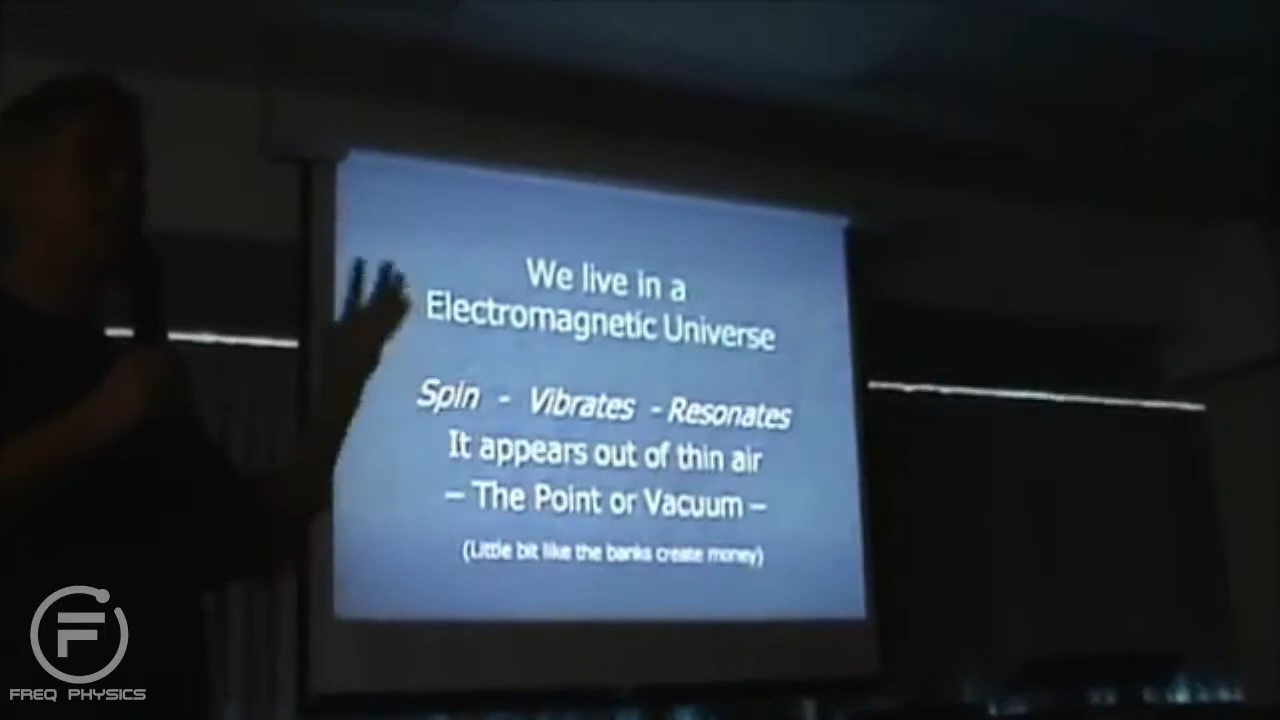 We live in a
Electromagnetic Universe
Spin - Vibrates - Resonates
It appears out of thin air
– The Point or Vacuum –
(Little bit like the banks create money)
F
FREQ PHYSICS